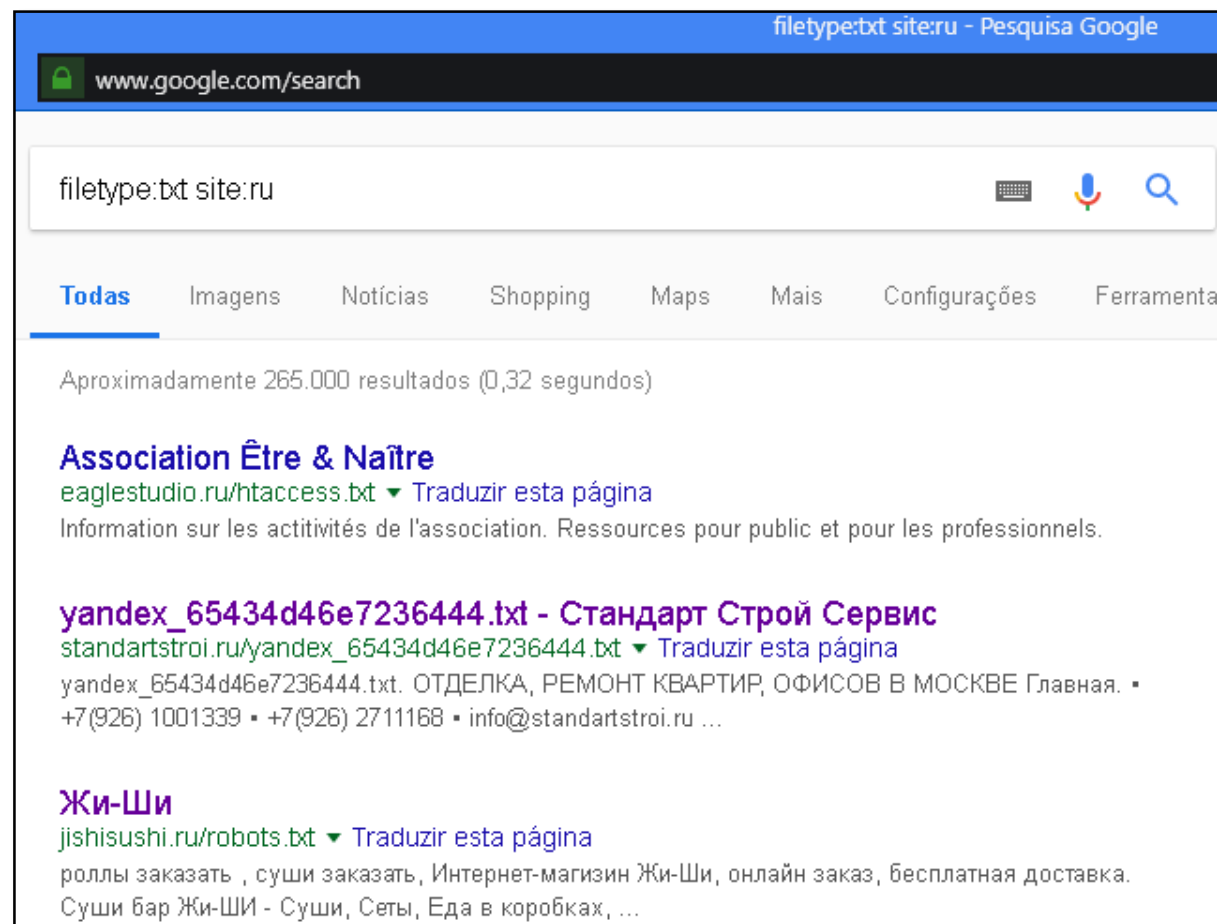 filetype:txt site:ru - Pesquisa Google
www.google.com/search
filetype:txt site:ru
Todas Imagens Notícias Shopping Maps Mais Configurações Ferramenta
Aproximadamente 265.000 resultados (0,32 segundos)
Association Être & Naître
eaglestudio.ru/htaccess.txt ▾ Traduzir esta página
Information sur les actitivités de l'association. Ressources pour public et pour les professionnels.
yandex_65434d46e7236444.txt - Стандарт Строй Сервис
standartstroi.ru/yandex_65434d46e7236444.txt ▾ Traduzir esta página
yandex_65434d46e7236444.txt. ОТДЕЛКА, РЕМОНТ КВАРТИР, ОФИСОВ В МОСКВЕ Главная. •
+7(926) 1001339 • +7(926) 2711168 • info@standartstroi.ru ...
Жи-Ши
jishisushi.ru/robots.txt ▾ Traduzir esta página
роллы заказать , суши заказать, Интернет-магизин Жи-Ши, онлайн заказ, бесплатная доставка.
Суши бар Жи-ШИ - Суши, Сеты, Еда в коробках, ...